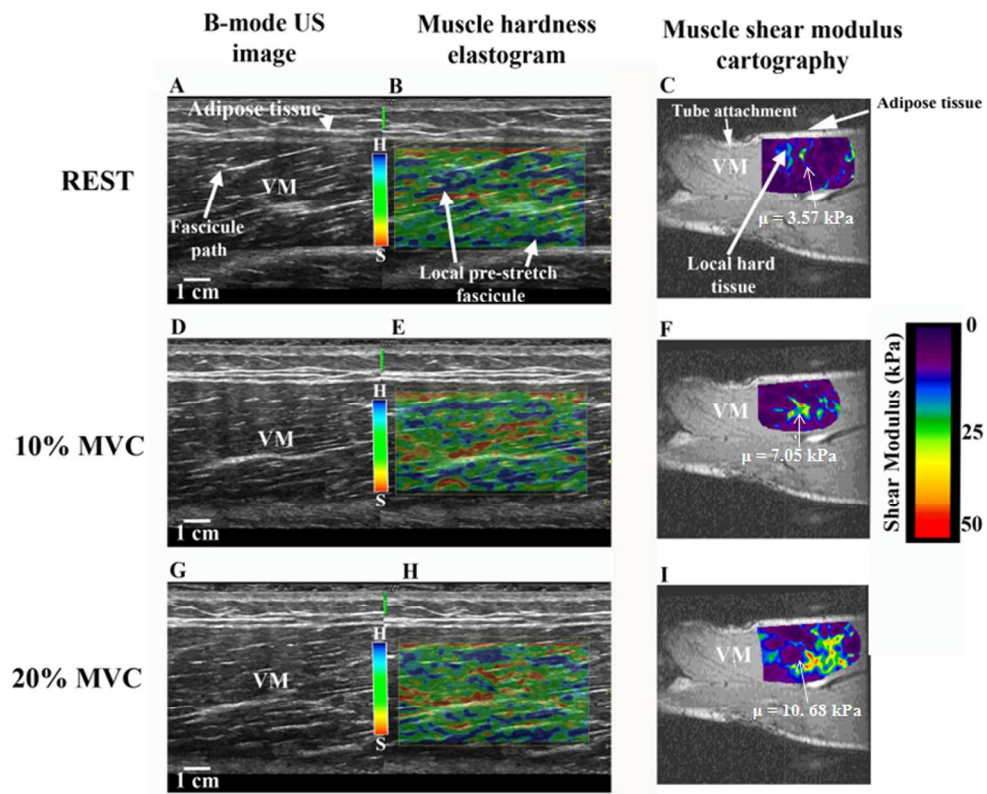 B-mode US
image
Muscle hardness
elastogram
Muscle shear modulus
cartography
REST
A
Adipose tissue
VM
Fascicule
path
1 cm
B
H
S
Local pre-stretch
fascicule
C
Tube attachment
Adipose tissue
VM
μ = 3.57 kPa
Local hard
tissue
10% MVC
D
VM
1 cm
E
H
S
F
VM
μ = 7.05 kPa
Shear Modulus (kPa)
0
25
50
20% MVC
G
VM
1 cm
H
H
S
I
VM
μ = 10. 68 kPa